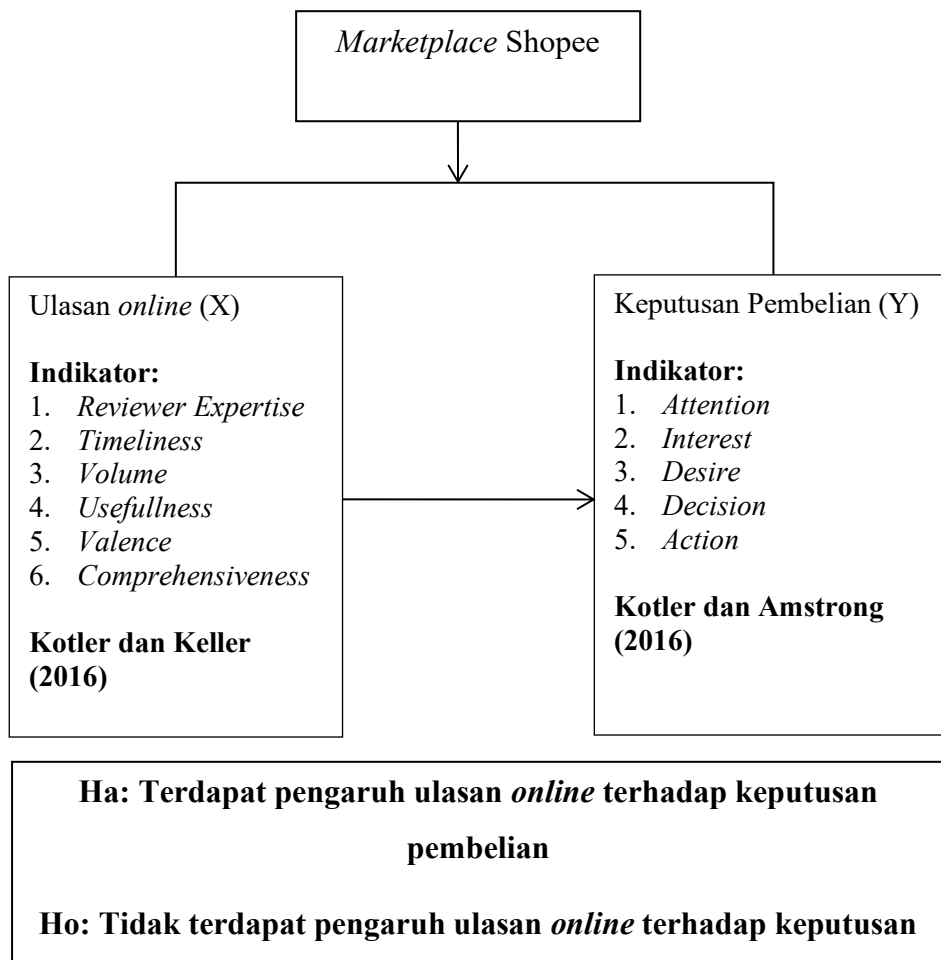 Marketplace Shopee
Ulasan online (X)
Indikator:
1. Reviewer Expertise
2. Timeliness
3. Volume
4. Usefullness
5. Valence
6. Comprehensiveness
Kotler dan Keller
(2016)
Keputusan Pembelian (Y)
Indikator:
1. Attention
2. Interest
3. Desire
4. Decision
5. Action
Kotler dan Amstrong
(2016)
Ha: Terdapat pengaruh ulasan online terhadap keputusan
pembelian
Ho: Tidak terdapat pengaruh ulasan online terhadap keputusan